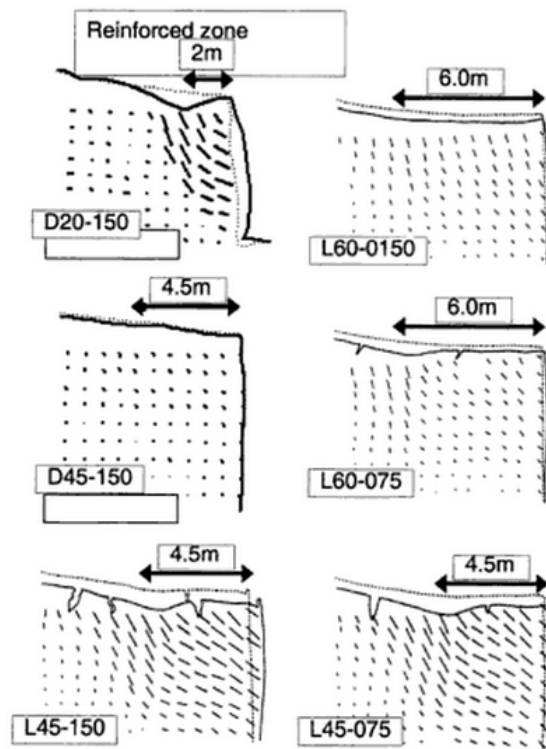 Reinforced zone
2m
6.0m
D20-150
L60-0150
4.5m
6.0m
D45-150
L60-075
4.5m
4.5m
L45-150
L45-075